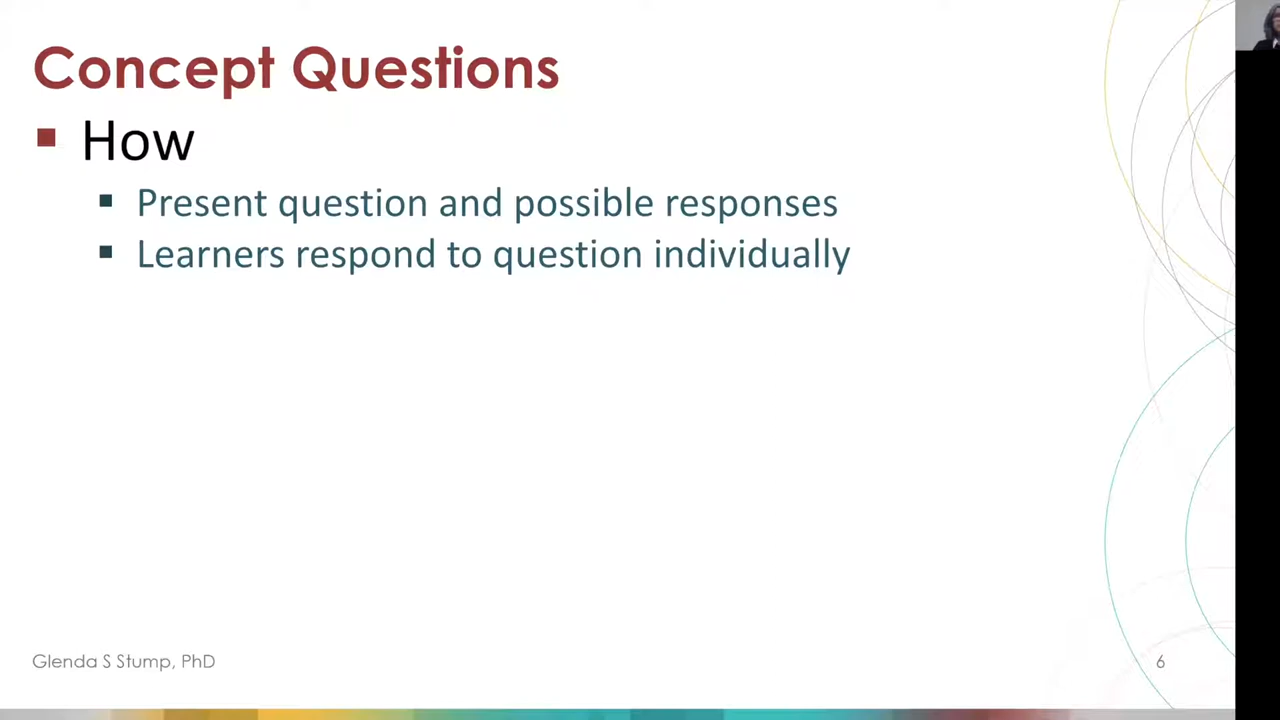 Concept Questions
How
Present question and possible responses
Learners respond to question individually
Glenda S Stump, PhD
6